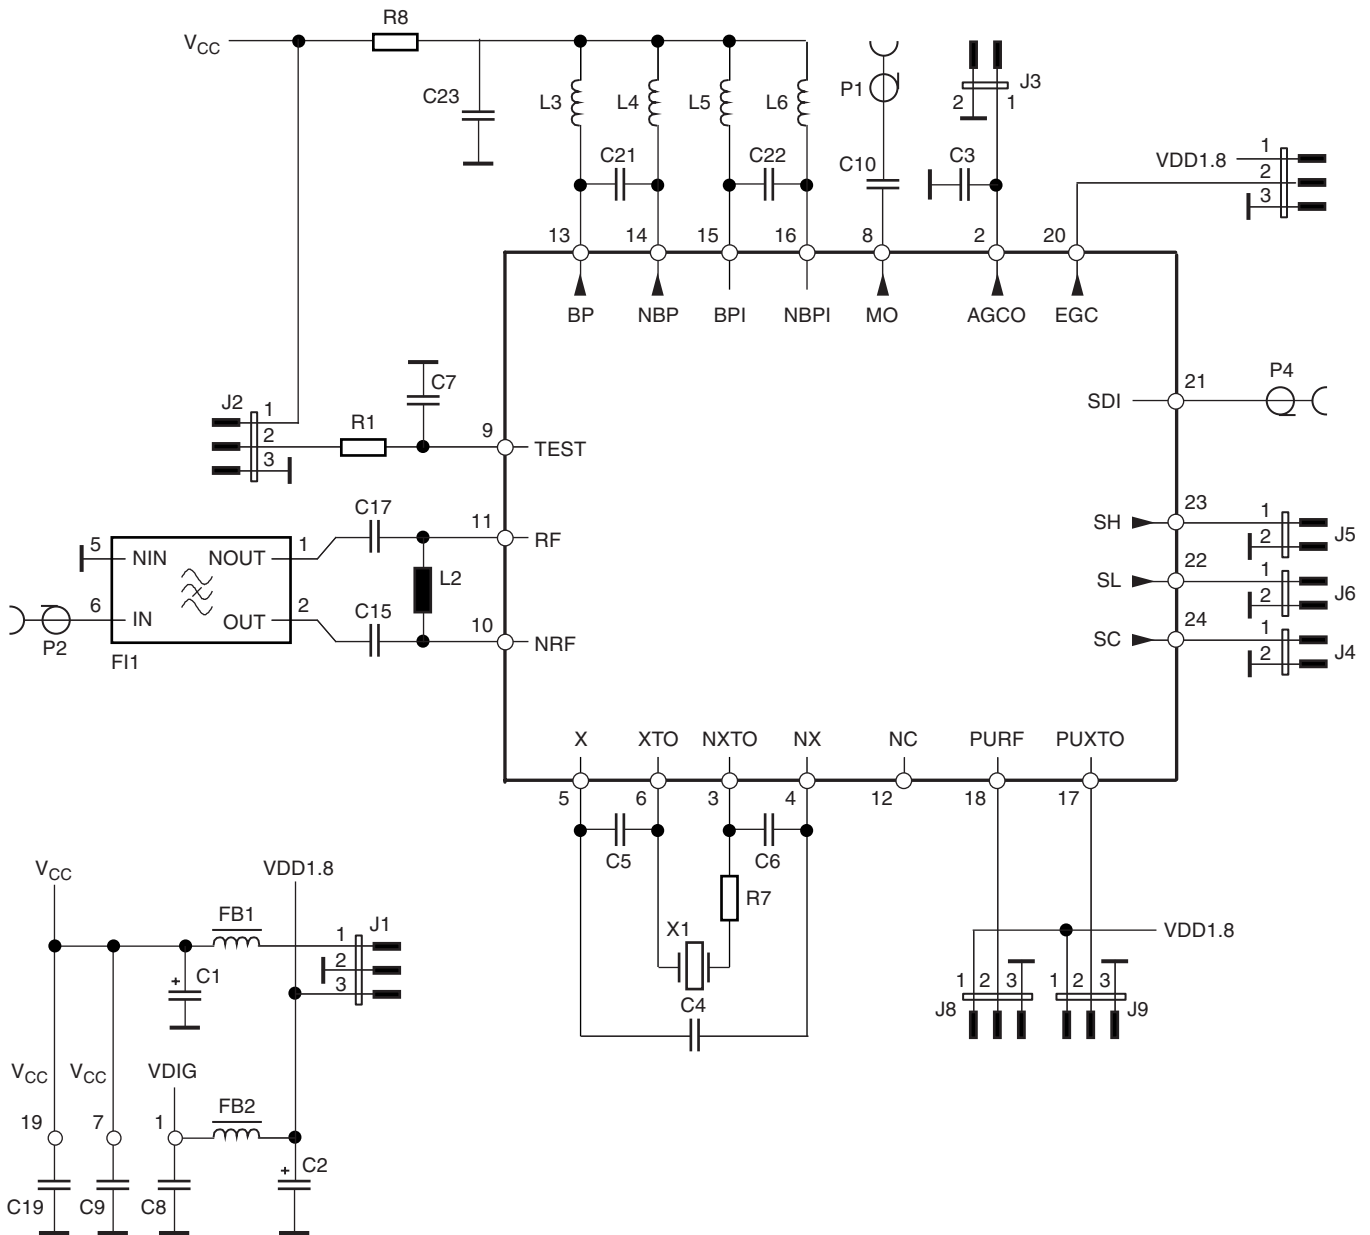 R8
VCC
C23
L3
L4
L5
L6
P1
J3
2
1
C21
C22
C10
C3
VDD1.8
1
2
3
13
14
15
16
8
2
20
BP
NBP
BPI
NBPI
MO
AGCO
EGC
C7
J2
1
2
3
R1
9
TEST
SDI
21
P4
C17
11
RF
5
NIN
NOUT
1
L2
6
IN
OUT
2
C15
10
NRF
P2
FI1
SH
23
1
2
J5
SL
22
1
2
J6
SC
24
1
2
J4
X
XTO
NXTO
NX
NC
PURF
PUXTO
5
6
3
4
12
18
17
C5
C6
R7
X1
C4
VDD1.8
1
2
3
1
2
3
J8
J9
VCC
VDD1.8
FB1
J1
1
2
3
+
C1
VCC
VCC
VDIG
19
7
1
FB2
+
C2
C19
C9
C8